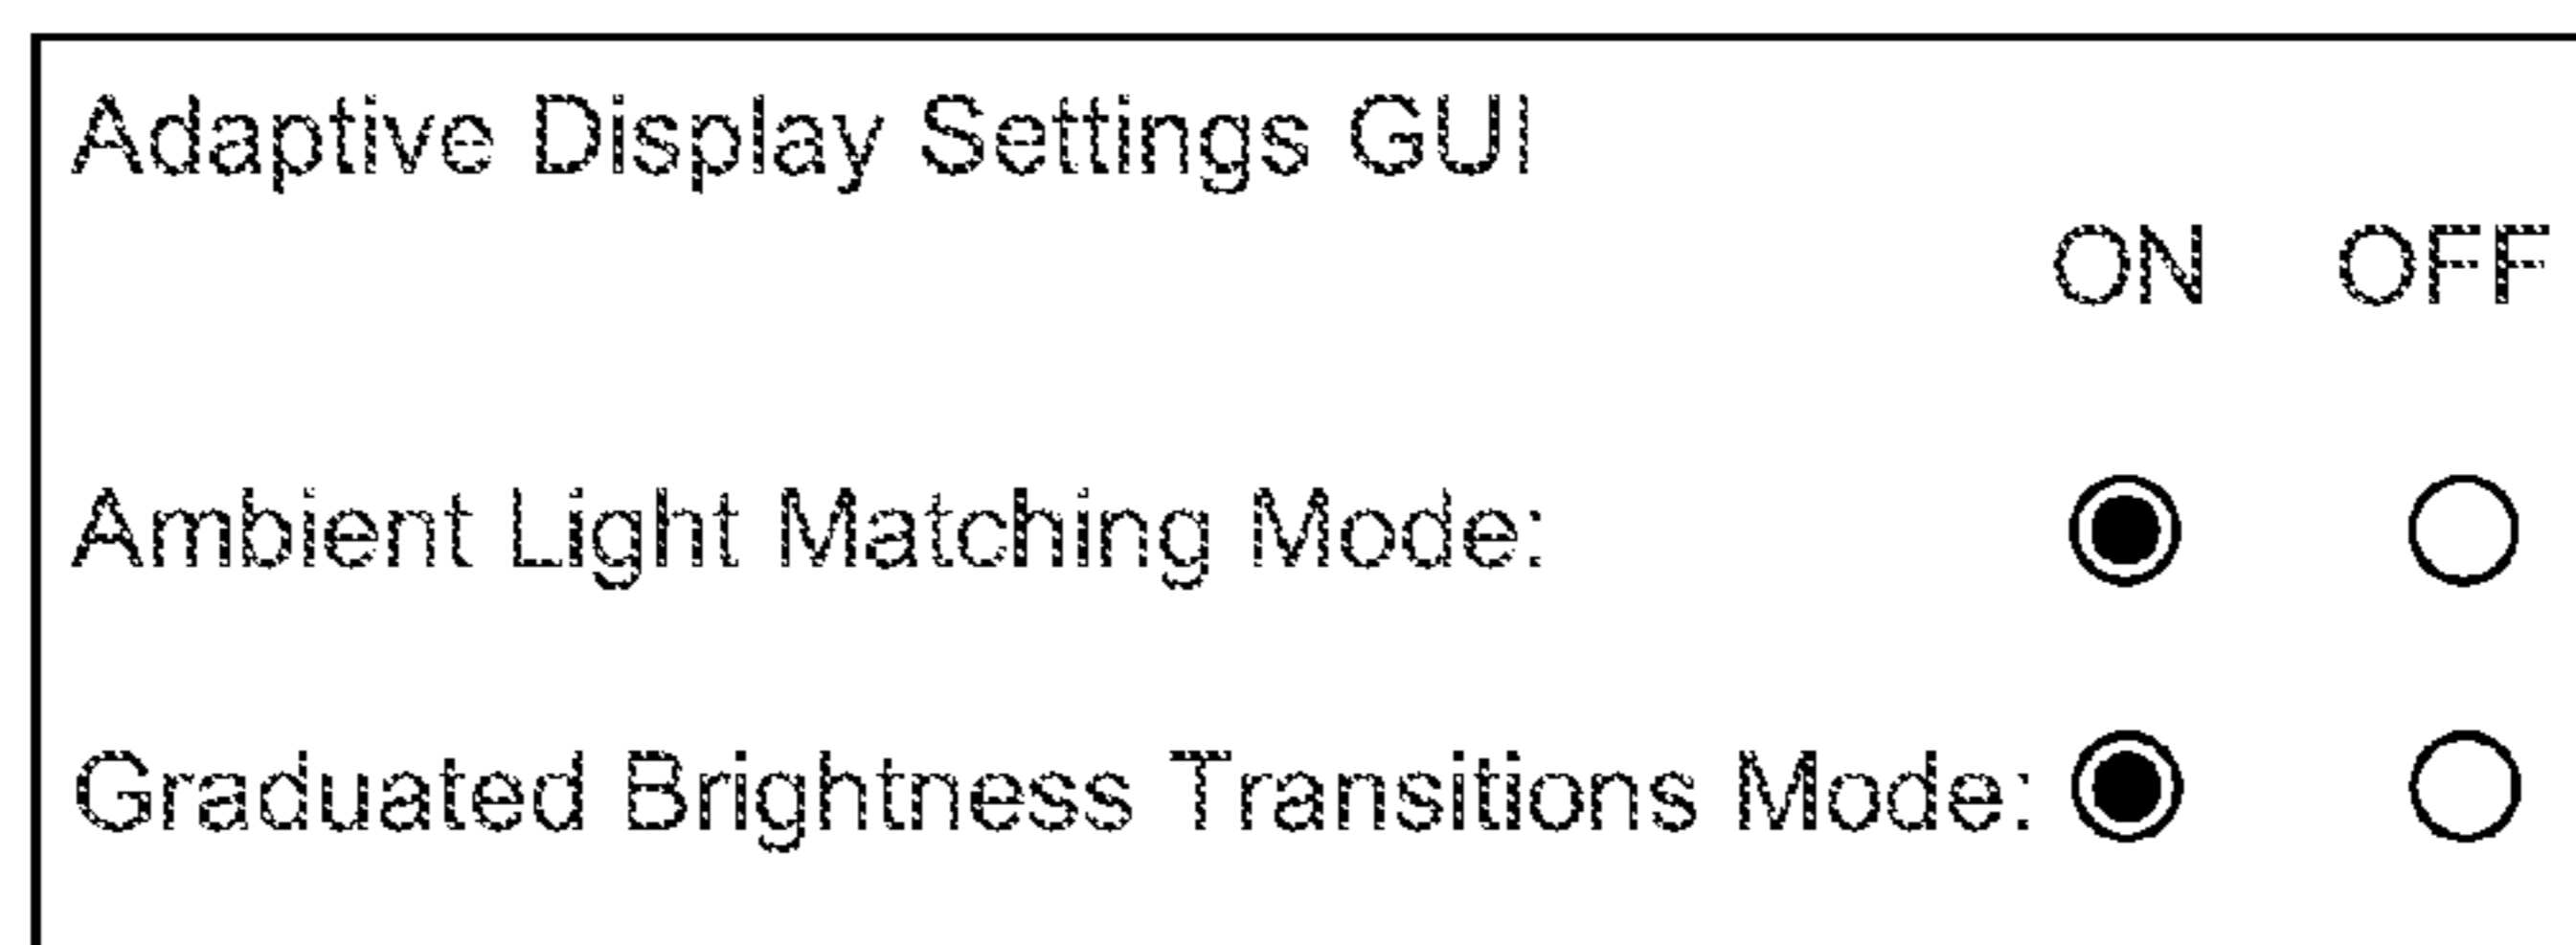 Adaptive Display Settings GUI
ON OFF
Ambient Light Matching Mode:
Graduated Brightness Transitions Mode: